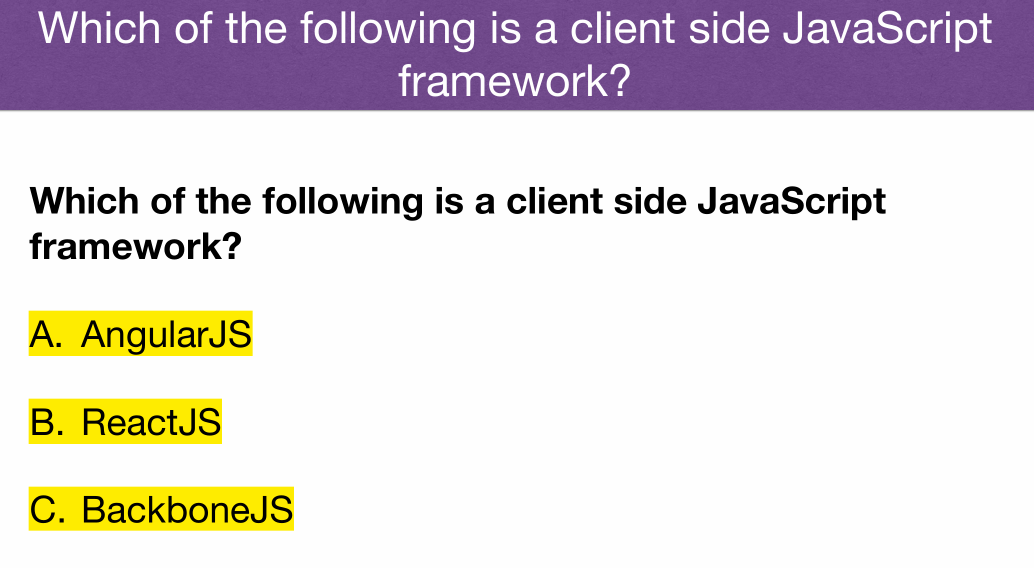 Which of the following is a client side JavaScript
framework?
Which of the following is a client side JavaScript
framework?
A. AngularJS
B. ReactJS
C. BackboneJS